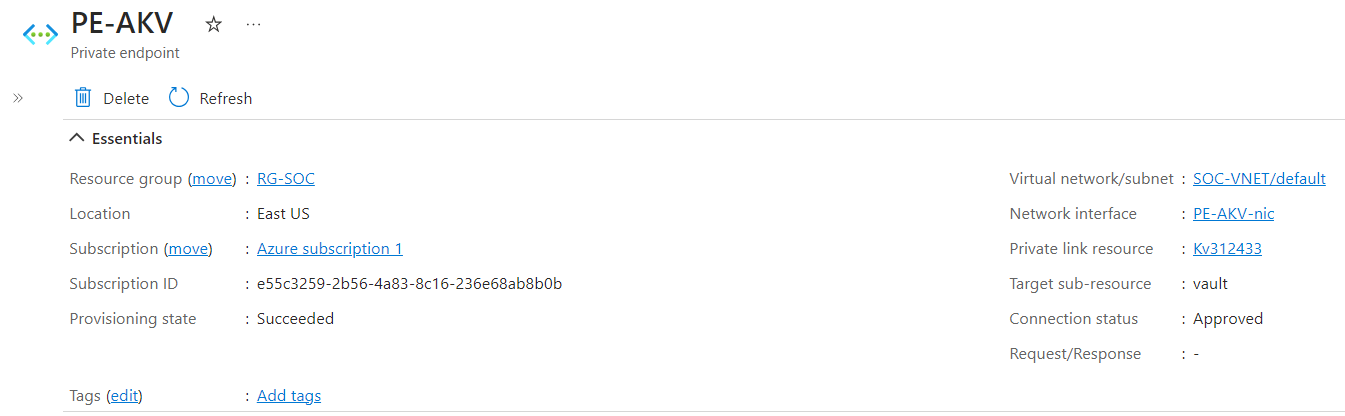 PE-AKV
Private endpoint
Delete
Refresh
Essentials
Resource group (move) : RG-SOC
Location : East US
Subscription (move) : Azure subscription 1
Subscription ID : e55c3259-2b56-4a83-8c16-236e68ab8b0b
Provisioning state : Succeeded
Virtual network/subnet : SOC-VNET/default
Network interface : PE-AKV-nic
Private link resource : Kv312433
Target sub-resource : vault
Connection status : Approved
Request/Response : -
Tags (edit) : Add tags